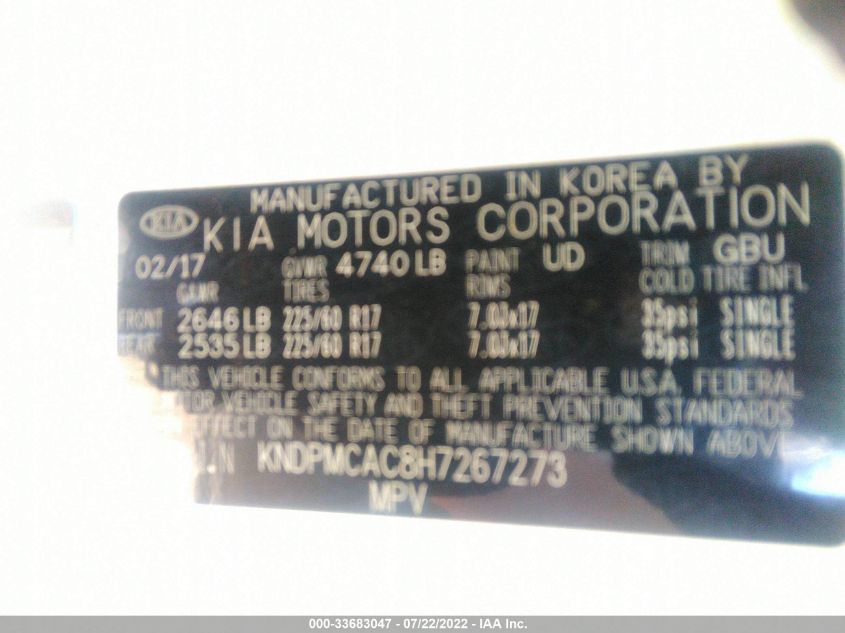 MANUFACTURED IN KOREA BY
KIA KIA MOTORS CORPORATION
02/17 GVWR 4740 LB PAINT UD TRIM GBU
GAWR TIRES RIMS COLD TIRE INFL
FRONT 2646 LB 225/60 R17 7.0Jx17 35psi SINGLE
REAR 2535 LB 225/60 R17 7.0Jx17 35psi SINGLE
THIS VEHICLE CONFORMS TO ALL APPLICABLE U.S.A. FEDERAL
VEHICLE SAFETY AND THEFT PREVENTION STANDARDS
EFFECT ON THE DATE OF MANUFACTURE SHOWN ABOVE
KNDPMCAC8H7267273
MPV
000-33683047 - 07/22/2022 - IAA Inc.